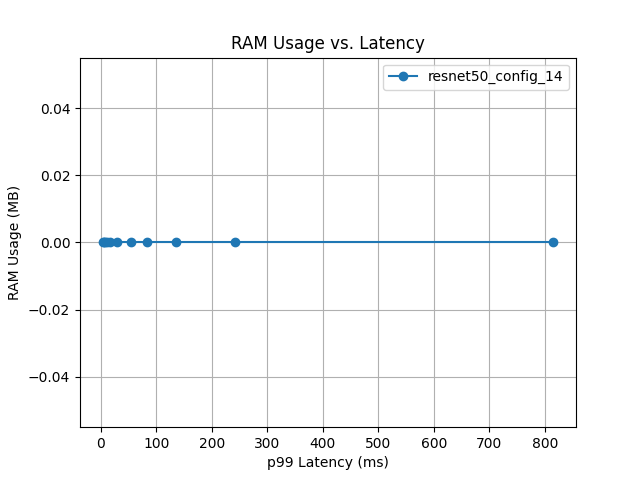 RAM Usage vs. Latency
resnet50_config_14
RAM Usage (MB)
0.04
0.02
0.00
−0.02
−0.04
0 100 200 300 400 500 600 700 800
p99 Latency (ms)